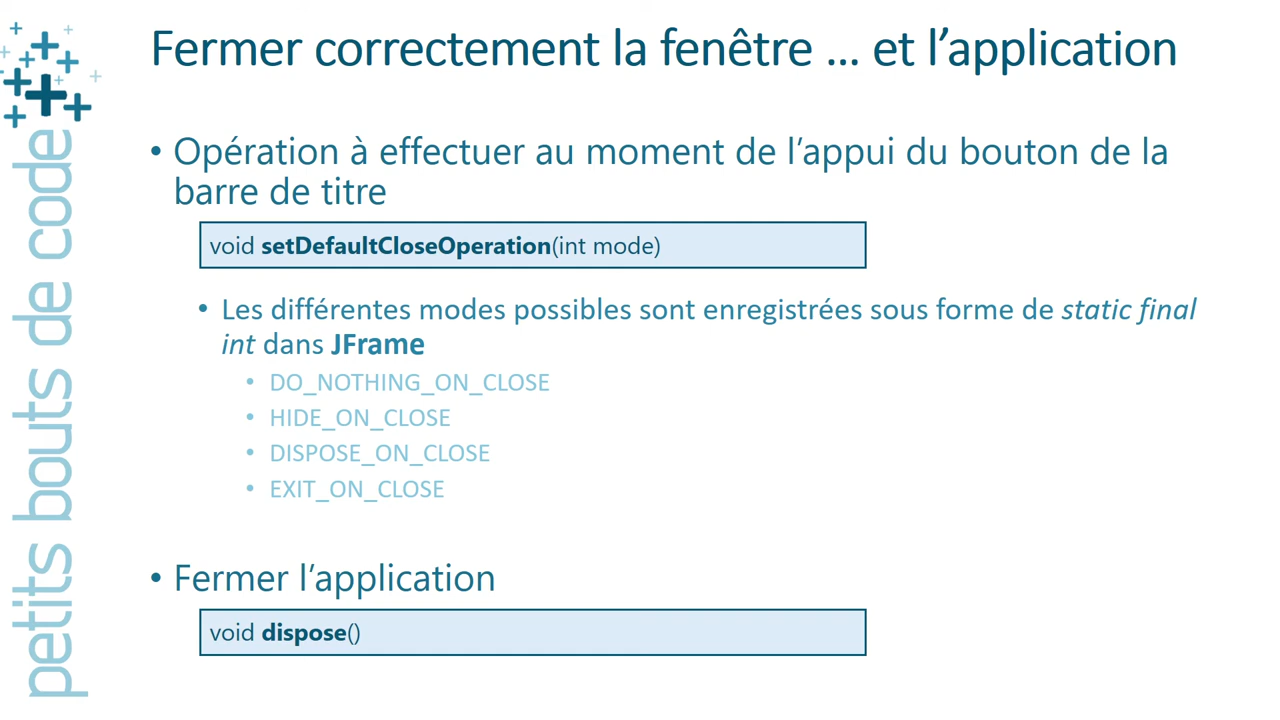 Fermer correctement la fenêtre … et l’application
• Opération à effectuer au moment de l’appui du bouton de la
barre de titre
void setDefaultCloseOperation(int mode)
• Les différentes modes possibles sont enregistrées sous forme de static final
int dans JFrame
• DO_NOTHING_ON_CLOSE
• HIDE_ON_CLOSE
• DISPOSE_ON_CLOSE
• EXIT_ON_CLOSE
• Fermer l’application
void dispose()
petits bouts de code